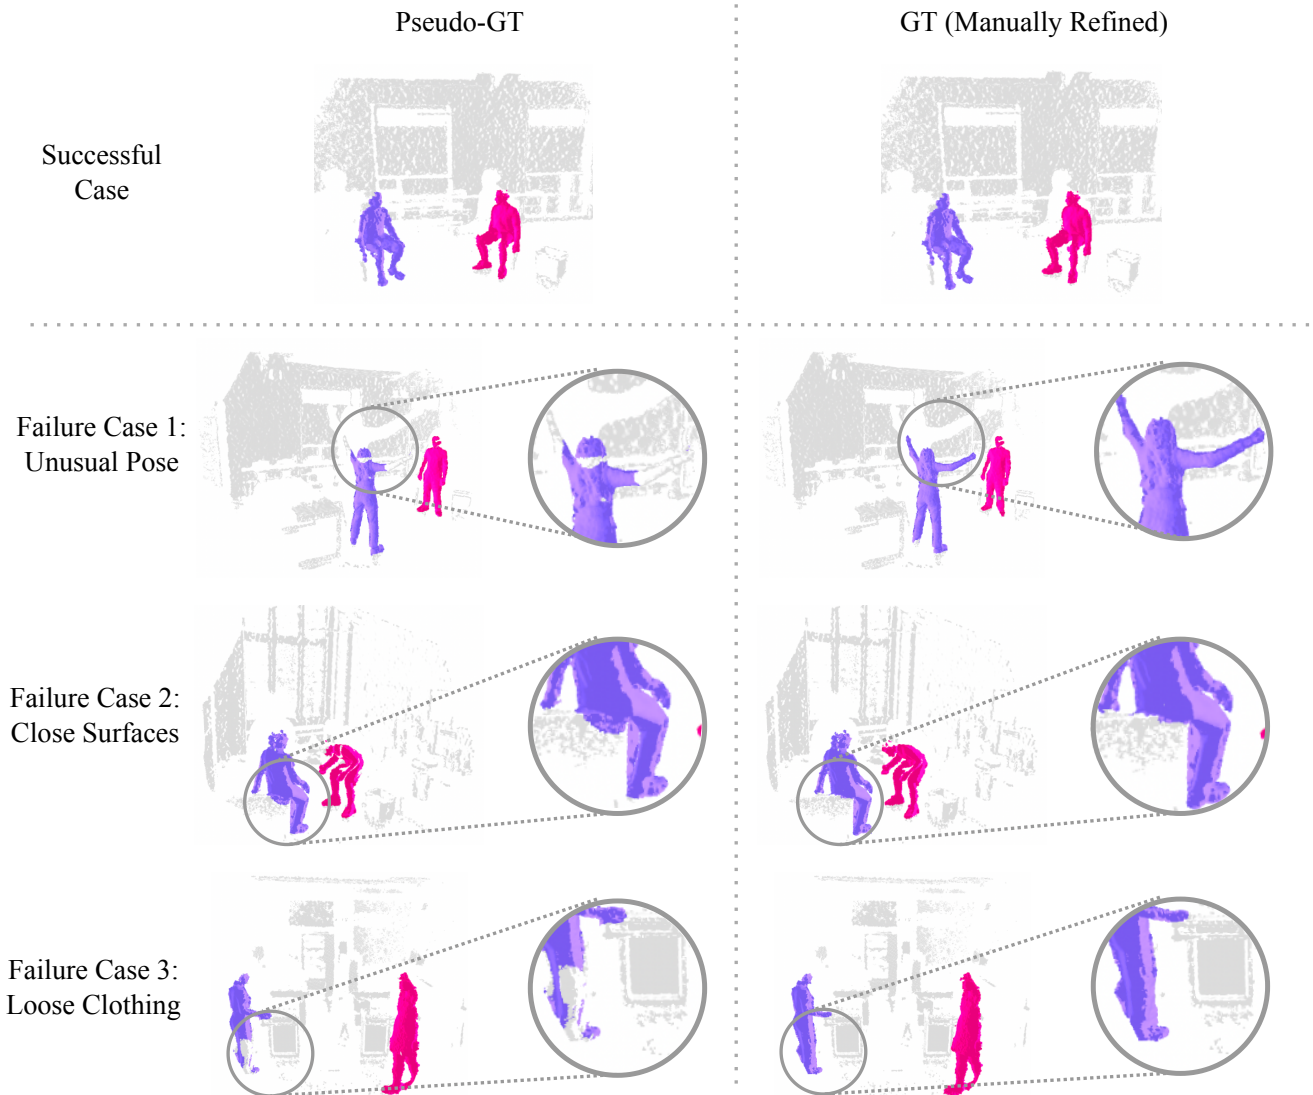 Pseudo-GT
GT (Manually Refined)
Successful
Case
Failure Case 1:
Unusual Pose
Failure Case 2:
Close Surfaces
Failure Case 3:
Loose Clothing